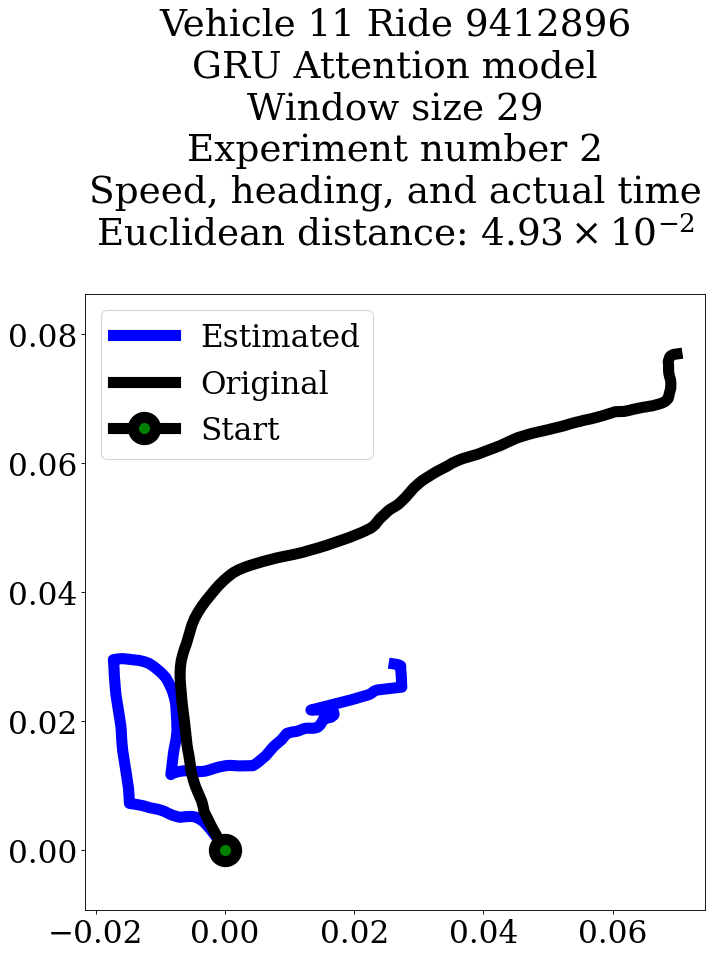 Vehicle 11 Ride 9412896
GRU Attention model
Window size 29
Experiment number 2
Speed, heading, and actual time
Euclidean distance: 4.93 × 10⁻²
Estimated
Original
Start
0.08
0.06
0.04
0.02
0.00
−0.02 0.00 0.02 0.04 0.06